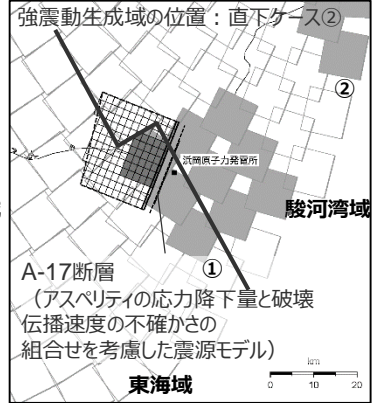 強震動生成域の位置：直下ケース②
②
浜岡原子力発電所
駿河湾域
①
A-17断層
（アスペリティの応力降下量と破壊
伝播速度の不確かさの
組合せを考慮した震源モデル）
東海域
km
0 10 20